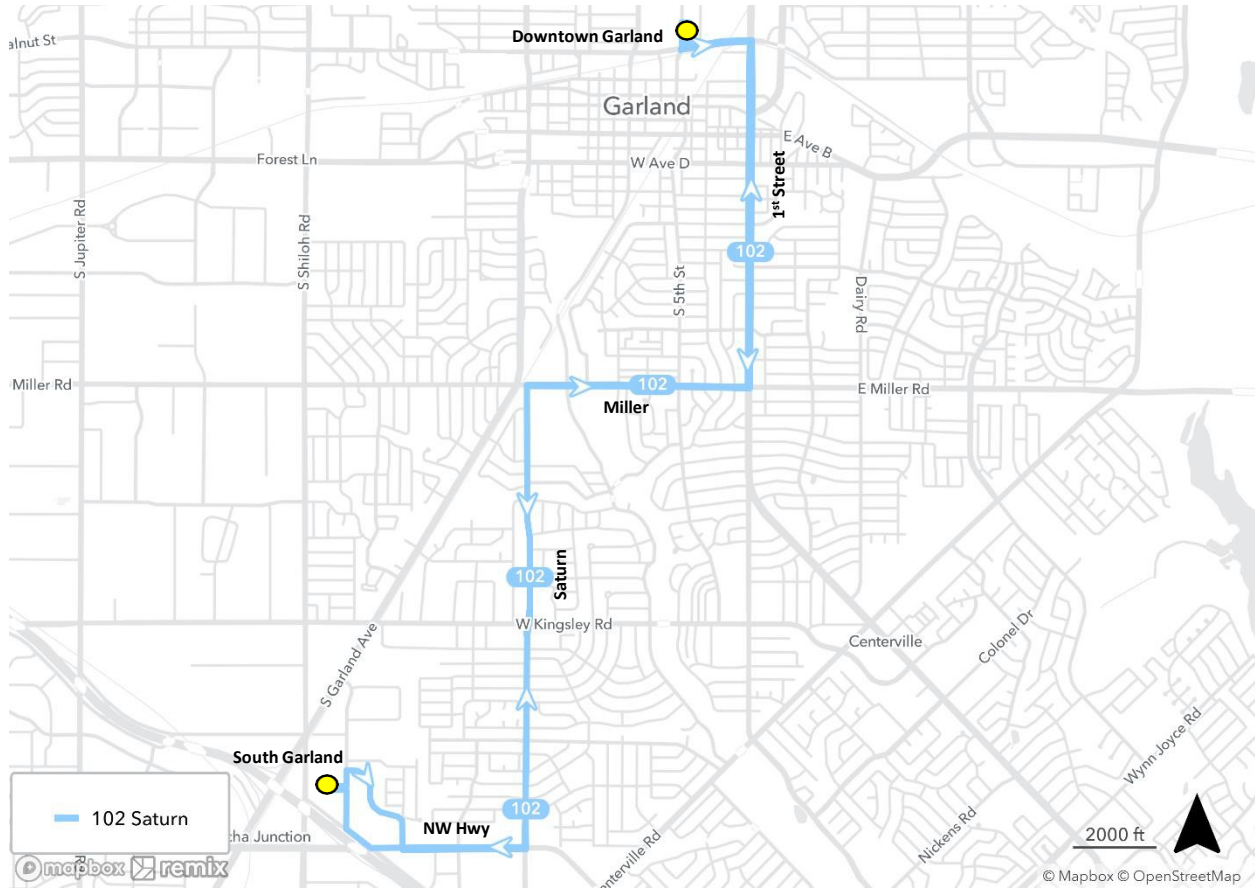 Downtown Garland
alnut St
Garland
E Ave B
Forest Ln
W Ave D
1st Street
S Jupiter Rd
S Shiloh Rd
102
S 5th St
Dairy Rd
Miller Rd
102
E Miller Rd
Miller
102
Saturn
W Kingsley Rd
Centerville
Colonel Dr
S Garland Ave
South Garland
Wynn Joyce Rd
102
102 Saturn
NW Hwy
tha Junction
Nickens Rd
enterville Rd
2000 ft
mapbox remix
© Mapbox © OpenStreetMap